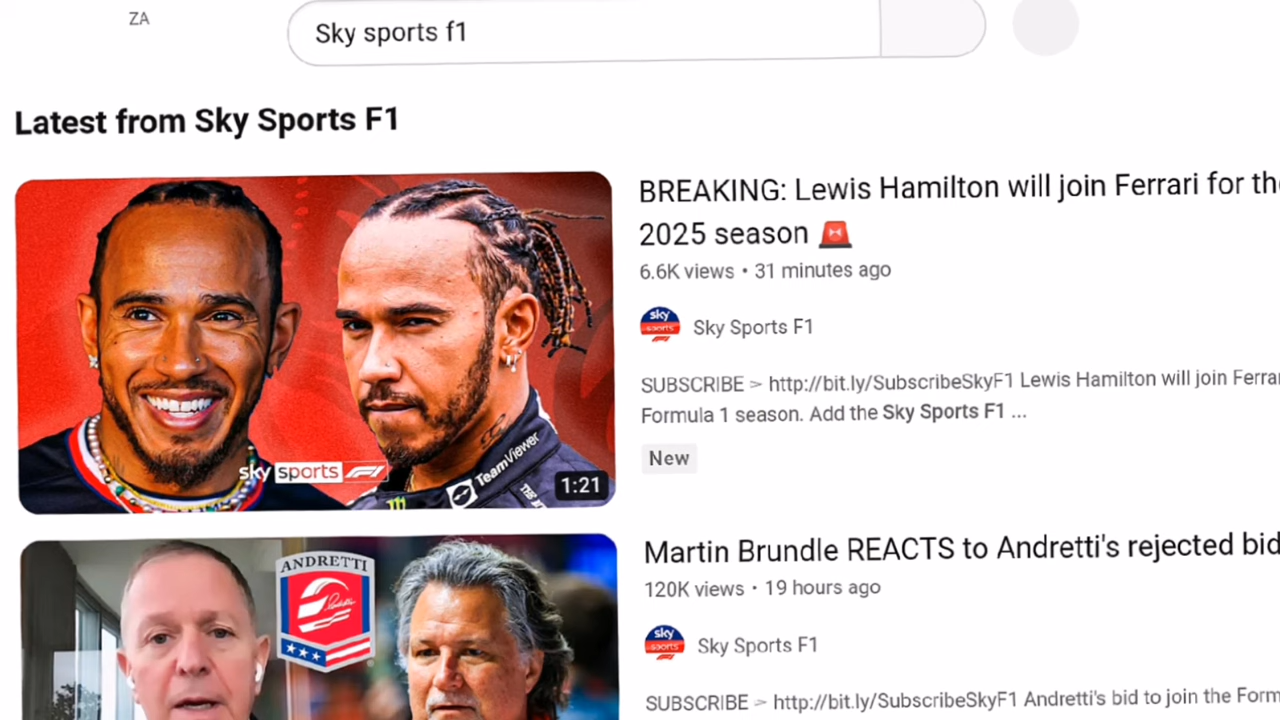 ZA
Sky sports f1
Latest from Sky Sports F1
BREAKING: Lewis Hamilton will join Ferrari for
2025 season
6.6K views • 31 minutes ago
sky
sports
Sky Sports F1
SUBSCRIBE > http://bit.ly/SubscribeSkyF1 Lewis Hamilton will join
Formula 1 season. Add the Sky Sports F1 ...
New
sky sports F1
TeamViewer
1:21
Martin Brundle REACTS to Andretti's rejected bid
120K views • 19 hours ago
ANDRETTI
sky
sports
Sky Sports F1
SUBSCRIBE > http://bit.ly/SubscribeSkyF1 Andretti's bid to join the